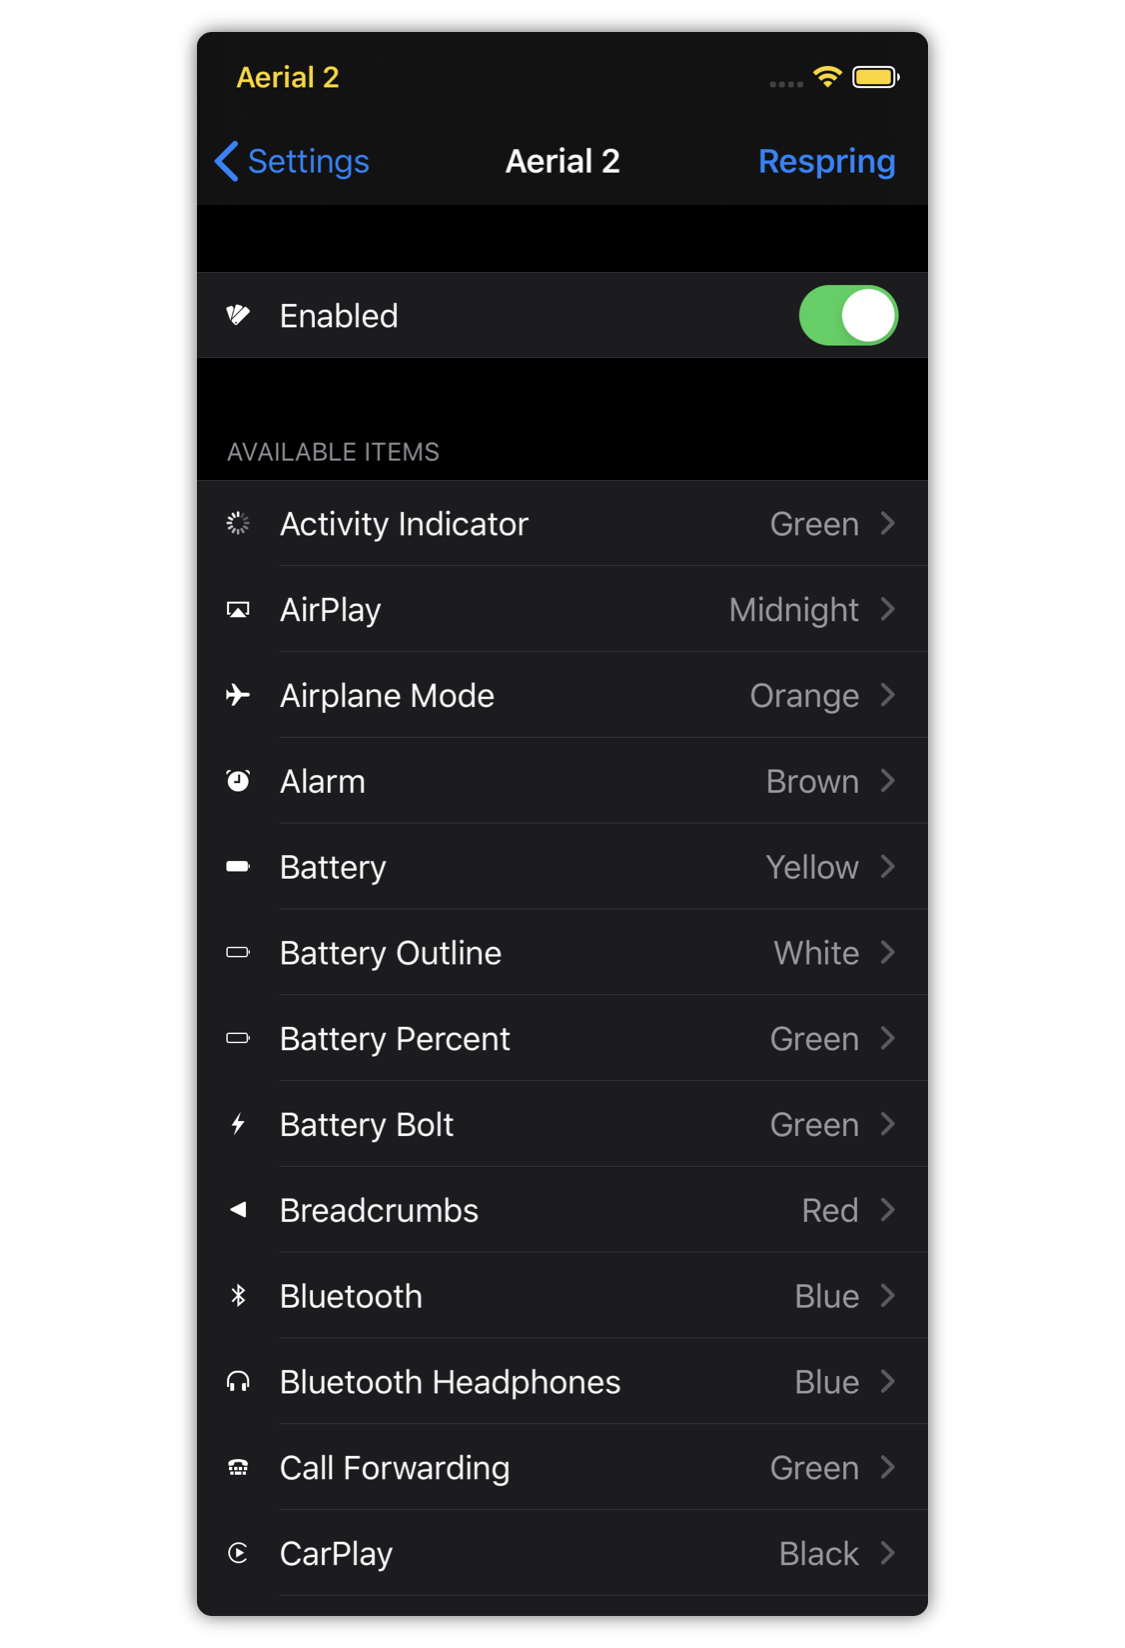 Aerial 2
Settings Aerial 2 Respring
Enabled
AVAILABLE ITEMS
Activity Indicator Green
AirPlay Midnight
Airplane Mode Orange
Alarm Brown
Battery Yellow
Battery Outline White
Battery Percent Green
Battery Bolt Green
Breadcrumbs Red
Bluetooth Blue
Bluetooth Headphones Blue
Call Forwarding Green
CarPlay Black